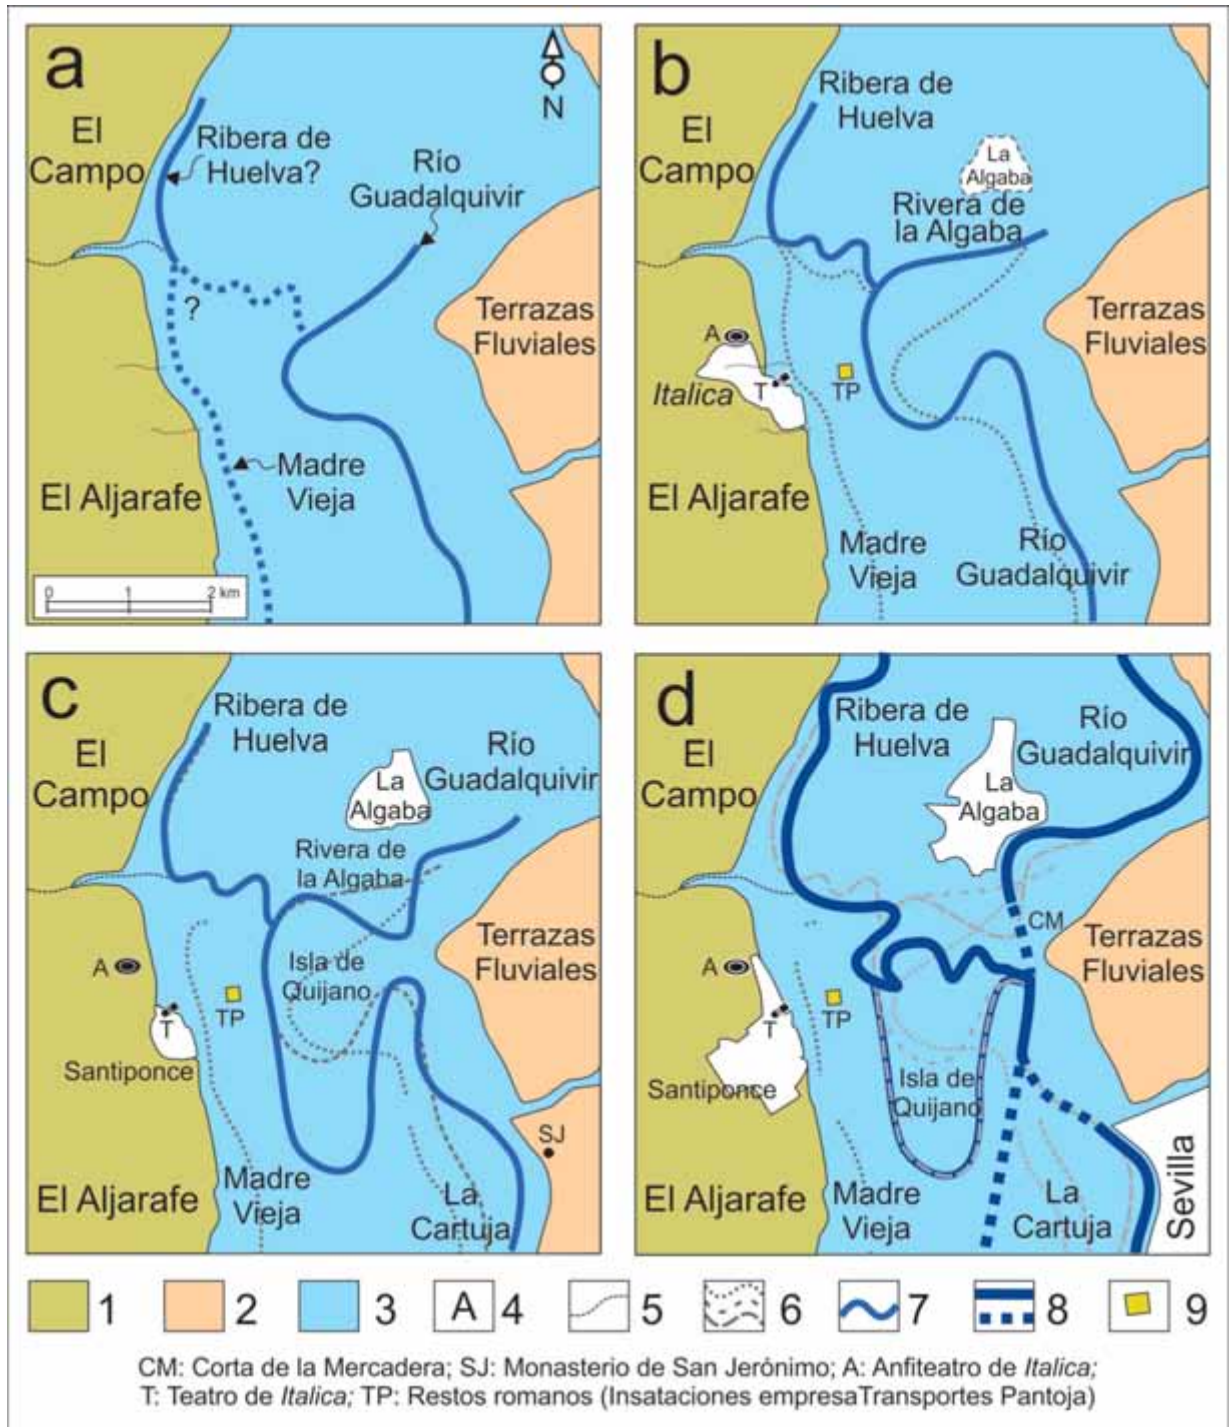 a
N
El
Campo
Ribera de
Huelva?
Río
Guadalquivir
?
Terrazas
Fluviales
El Aljarafe
Madre
Vieja
0 1 2 km
b
Ribera de
Huelva
El
Campo
La
Algaba
Rivera de
la Algaba
Terrazas
Fluviales
A
T
TP
Italica
El Aljarafe
Madre
Vieja
Río
Guadalquivir
c
Ribera de
Huelva
El
Campo
Río
Guadalquivir
La
Algaba
Rivera de
la Algaba
Terrazas
Fluviales
A
Isla de
Quijano
T
TP
Santiponce
SJ
El Aljarafe
Madre
Vieja
La
Cartuja
d
Ribera de
Huelva
Río
Guadalquivir
El
Campo
La
Algaba
CM
Terrazas
Fluviales
A
T
TP
Santiponce
Isla de
Quijano
El Aljarafe
Madre
Vieja
La
Cartuja
Sevilla
1 2 3 A 4 5 6 7 8 9
CM: Corta de la Mercadera; SJ: Monasterio de San Jerónimo; A: Anfiteatro de Italica;
T: Teatro de Italica; TP: Restos romanos (Insataciones empresaTransportes Pantoja)